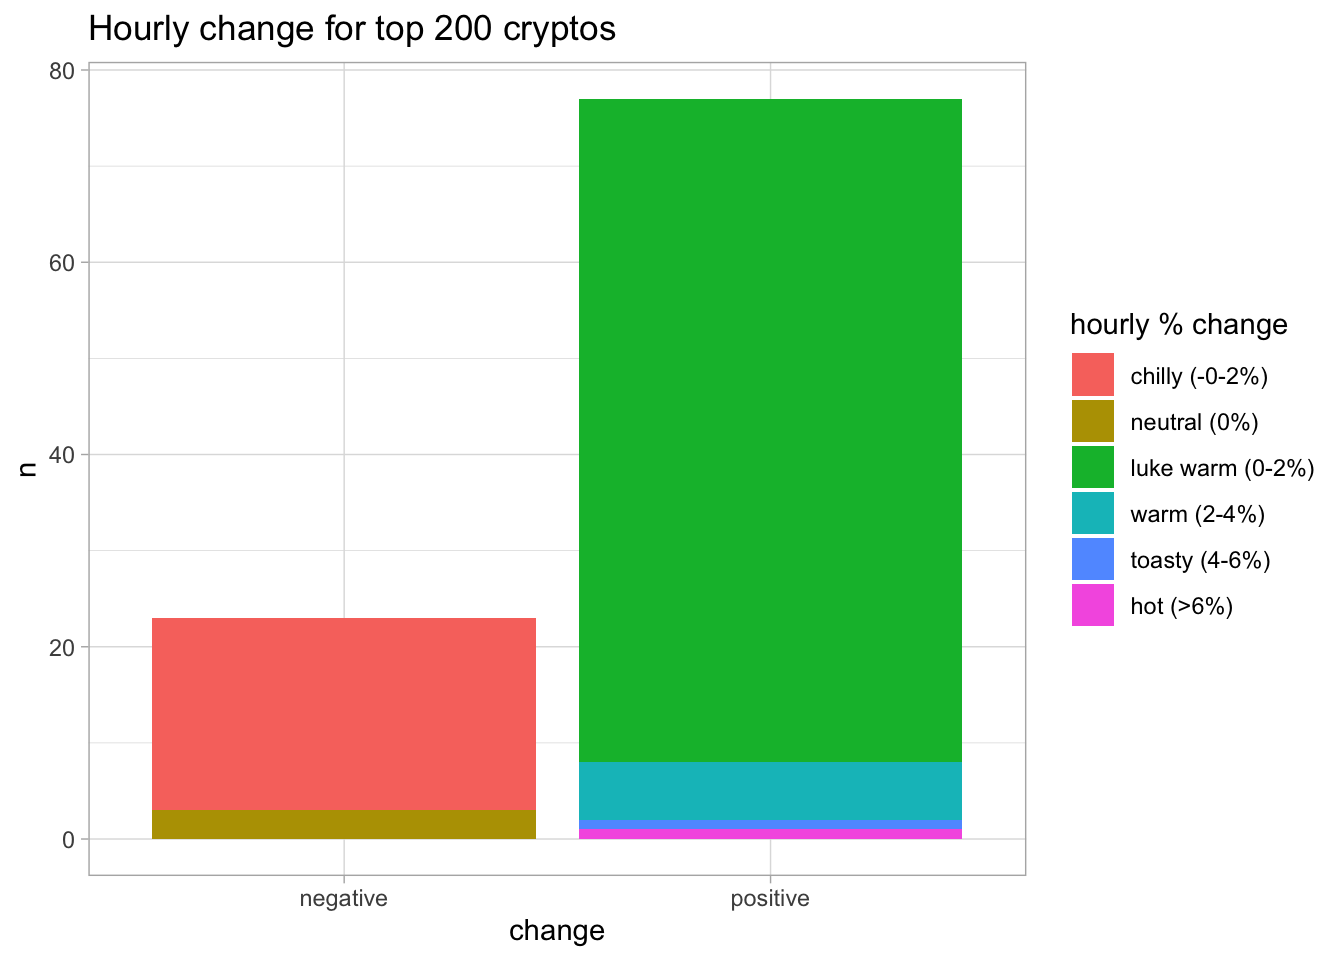 Hourly change for top 200 cryptos
80
60
40
20
0
n
negative
positive
change
hourly % change
chilly (-0-2%)
neutral (0%)
luke warm (0-2%)
warm (2-4%)
toasty (4-6%)
hot (>6%)